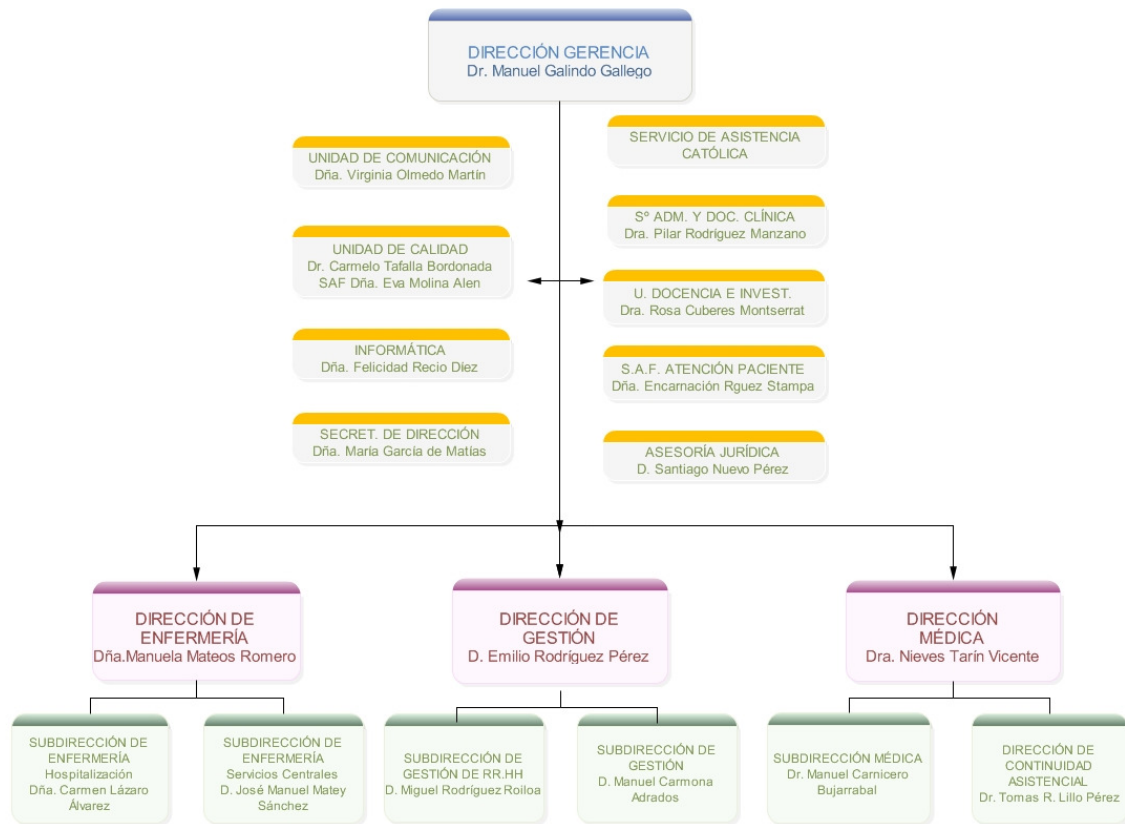 DIRECCIÓN GERENCIA
Dr. Manuel Galindo Gallego
UNIDAD DE COMUNICACIÓN
Dña. Virginia Olmedo Martín
SERVICIO DE ASISTENCIA
CATÓLICA
Sº ADM. Y DOC. CLÍNICA
Dra. Pilar Rodríguez Manzano
UNIDAD DE CALIDAD
Dr. Carmelo Tafalla Bordonada
SAF Dña. Eva Molina Alen
U. DOCENCIA E INVEST.
Dra. Rosa Cuberes Montserrat
INFORMÁTICA
Dña. Felicidad Recio Díez
S.A.F. ATENCIÓN PACIENTE
Dña. Encarnación Rguez Stampa
SECRET. DE DIRECCIÓN
Dña. María García de Matías
ASESORÍA JURÍDICA
D. Santiago Nuevo Pérez
DIRECCIÓN DE
ENFERMERÍA
Dña.Manuela Mateos Romero
DIRECCIÓN DE
GESTIÓN
D. Emilio Rodríguez Pérez
DIRECCIÓN
MÉDICA
Dra. Nieves Tarín Vicente
SUBDIRECCIÓN DE
ENFERMERÍA
Hospitalización
Dña. Carmen Lázaro
Álvarez
SUBDIRECCIÓN DE
ENFERMERÍA
Servicios Centrales
D. José Manuel Matey
Sánchez
SUBDIRECCIÓN DE
GESTIÓN DE RR.HH
D. Miguel Rodríguez Roiloa
SUBDIRECCIÓN DE
GESTIÓN
D. Manuel Carmona
Adrados
SUBDIRECCIÓN MÉDICA
Dr. Manuel Carnicero
Bujarrabal
DIRECCIÓN DE
CONTINUIDAD
ASISTENCIAL
Dr. Tomas R. Lillo Pérez